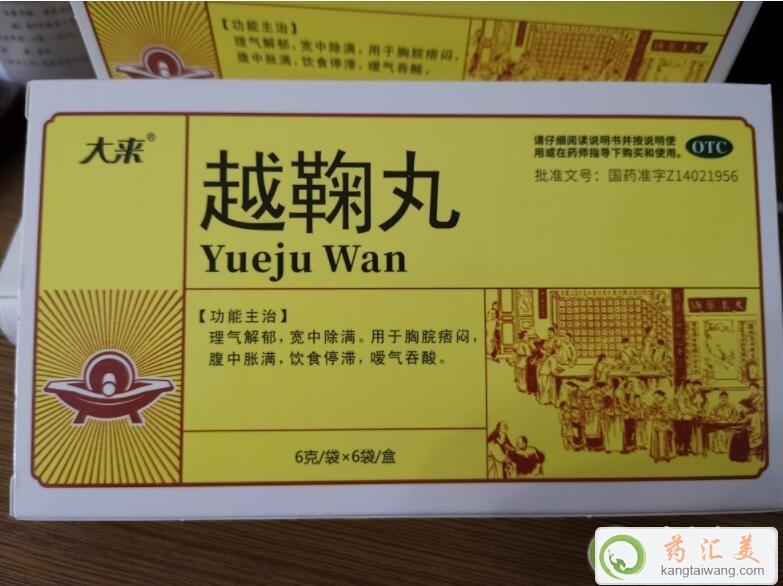 【功能主治】
理气解郁，宽中除满。用于胸脘痞闷，
腹中胀满，饮食停滞，嗳气吞酸。
大来®
越鞠丸
Yueju Wan
请仔细阅读说明书并按说明使
用或在药师指导下购买和使用。
OTC
批准文号：国药准字Z14021956
【功能主治】
理气解郁，宽中除满。用于胸脘痞闷，
腹中胀满，饮食停滞，嗳气吞酸。
6克/袋×6袋/盒
药汇美
kangtaiwang.com